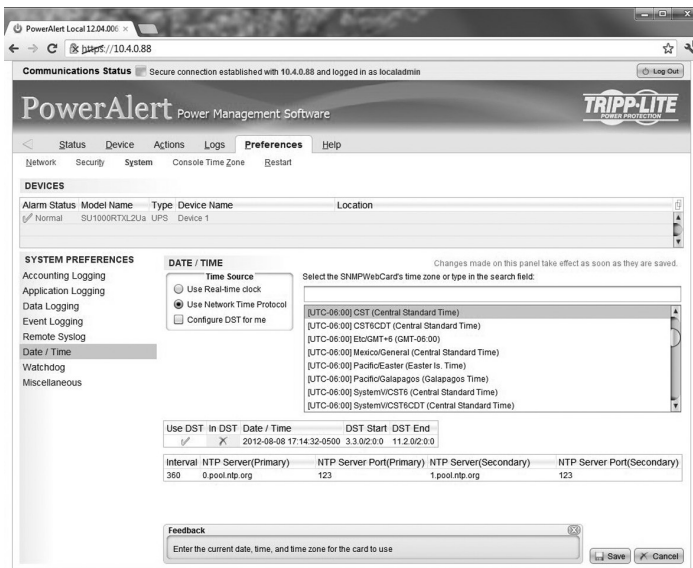 PowerAlert Local 12.04.006
https://10.4.0.88
Communications Status Secure connection established with 10.4.0.88 and logged in as localadmin Log Out
PowerAlert Power Management Software
TRIPP·LITE
POWER PROTECTION
Status Device Actions Logs Preferences Help
Network Security System Console Time Zone Restart
DEVICES
Alarm Status Model Name Type Device Name Location
Normal SU1000RTXL2Ua UPS Device 1
SYSTEM PREFERENCES
Accounting Logging
Application Logging
Data Logging
Event Logging
Remote Syslog
Date / Time
Watchdog
Miscellaneous
DATE / TIME
Changes made on this panel take effect as soon as they are saved.
Time Source
Use Real-time clock
Use Network Time Protocol
Configure DST for me
Select the SNMPWebCard's time zone or type in the search field:
[UTC-06:00] CST (Central Standard Time)
[UTC-06:00] CST6CDT (Central Standard Time)
[UTC-06:00] Etc/GMT+6 (GMT-06:00)
[UTC-06:00] Mexico/General (Central Standard Time)
[UTC-06:00] Pacific/Easter (Easter Is. Time)
[UTC-06:00] Pacific/Galapagos (Galapagos Time)
[UTC-06:00] SystemV/CST6 (Central Standard Time)
[UTC-06:00] SystemV/CST6CDT (Central Standard Time)
Use DST In DST Date / Time DST Start DST End
2012-08-08 17:14:32-0500 3.3.0/2:0:0 11.2.0/2:0:0
Interval NTP Server(Primary) NTP Server Port(Primary) NTP Server(Secondary) NTP Server Port(Secondary)
360 0.pool.ntp.org 123 1.pool.ntp.org 123
Feedback
Enter the current date, time, and time zone for the card to use
Save Cancel